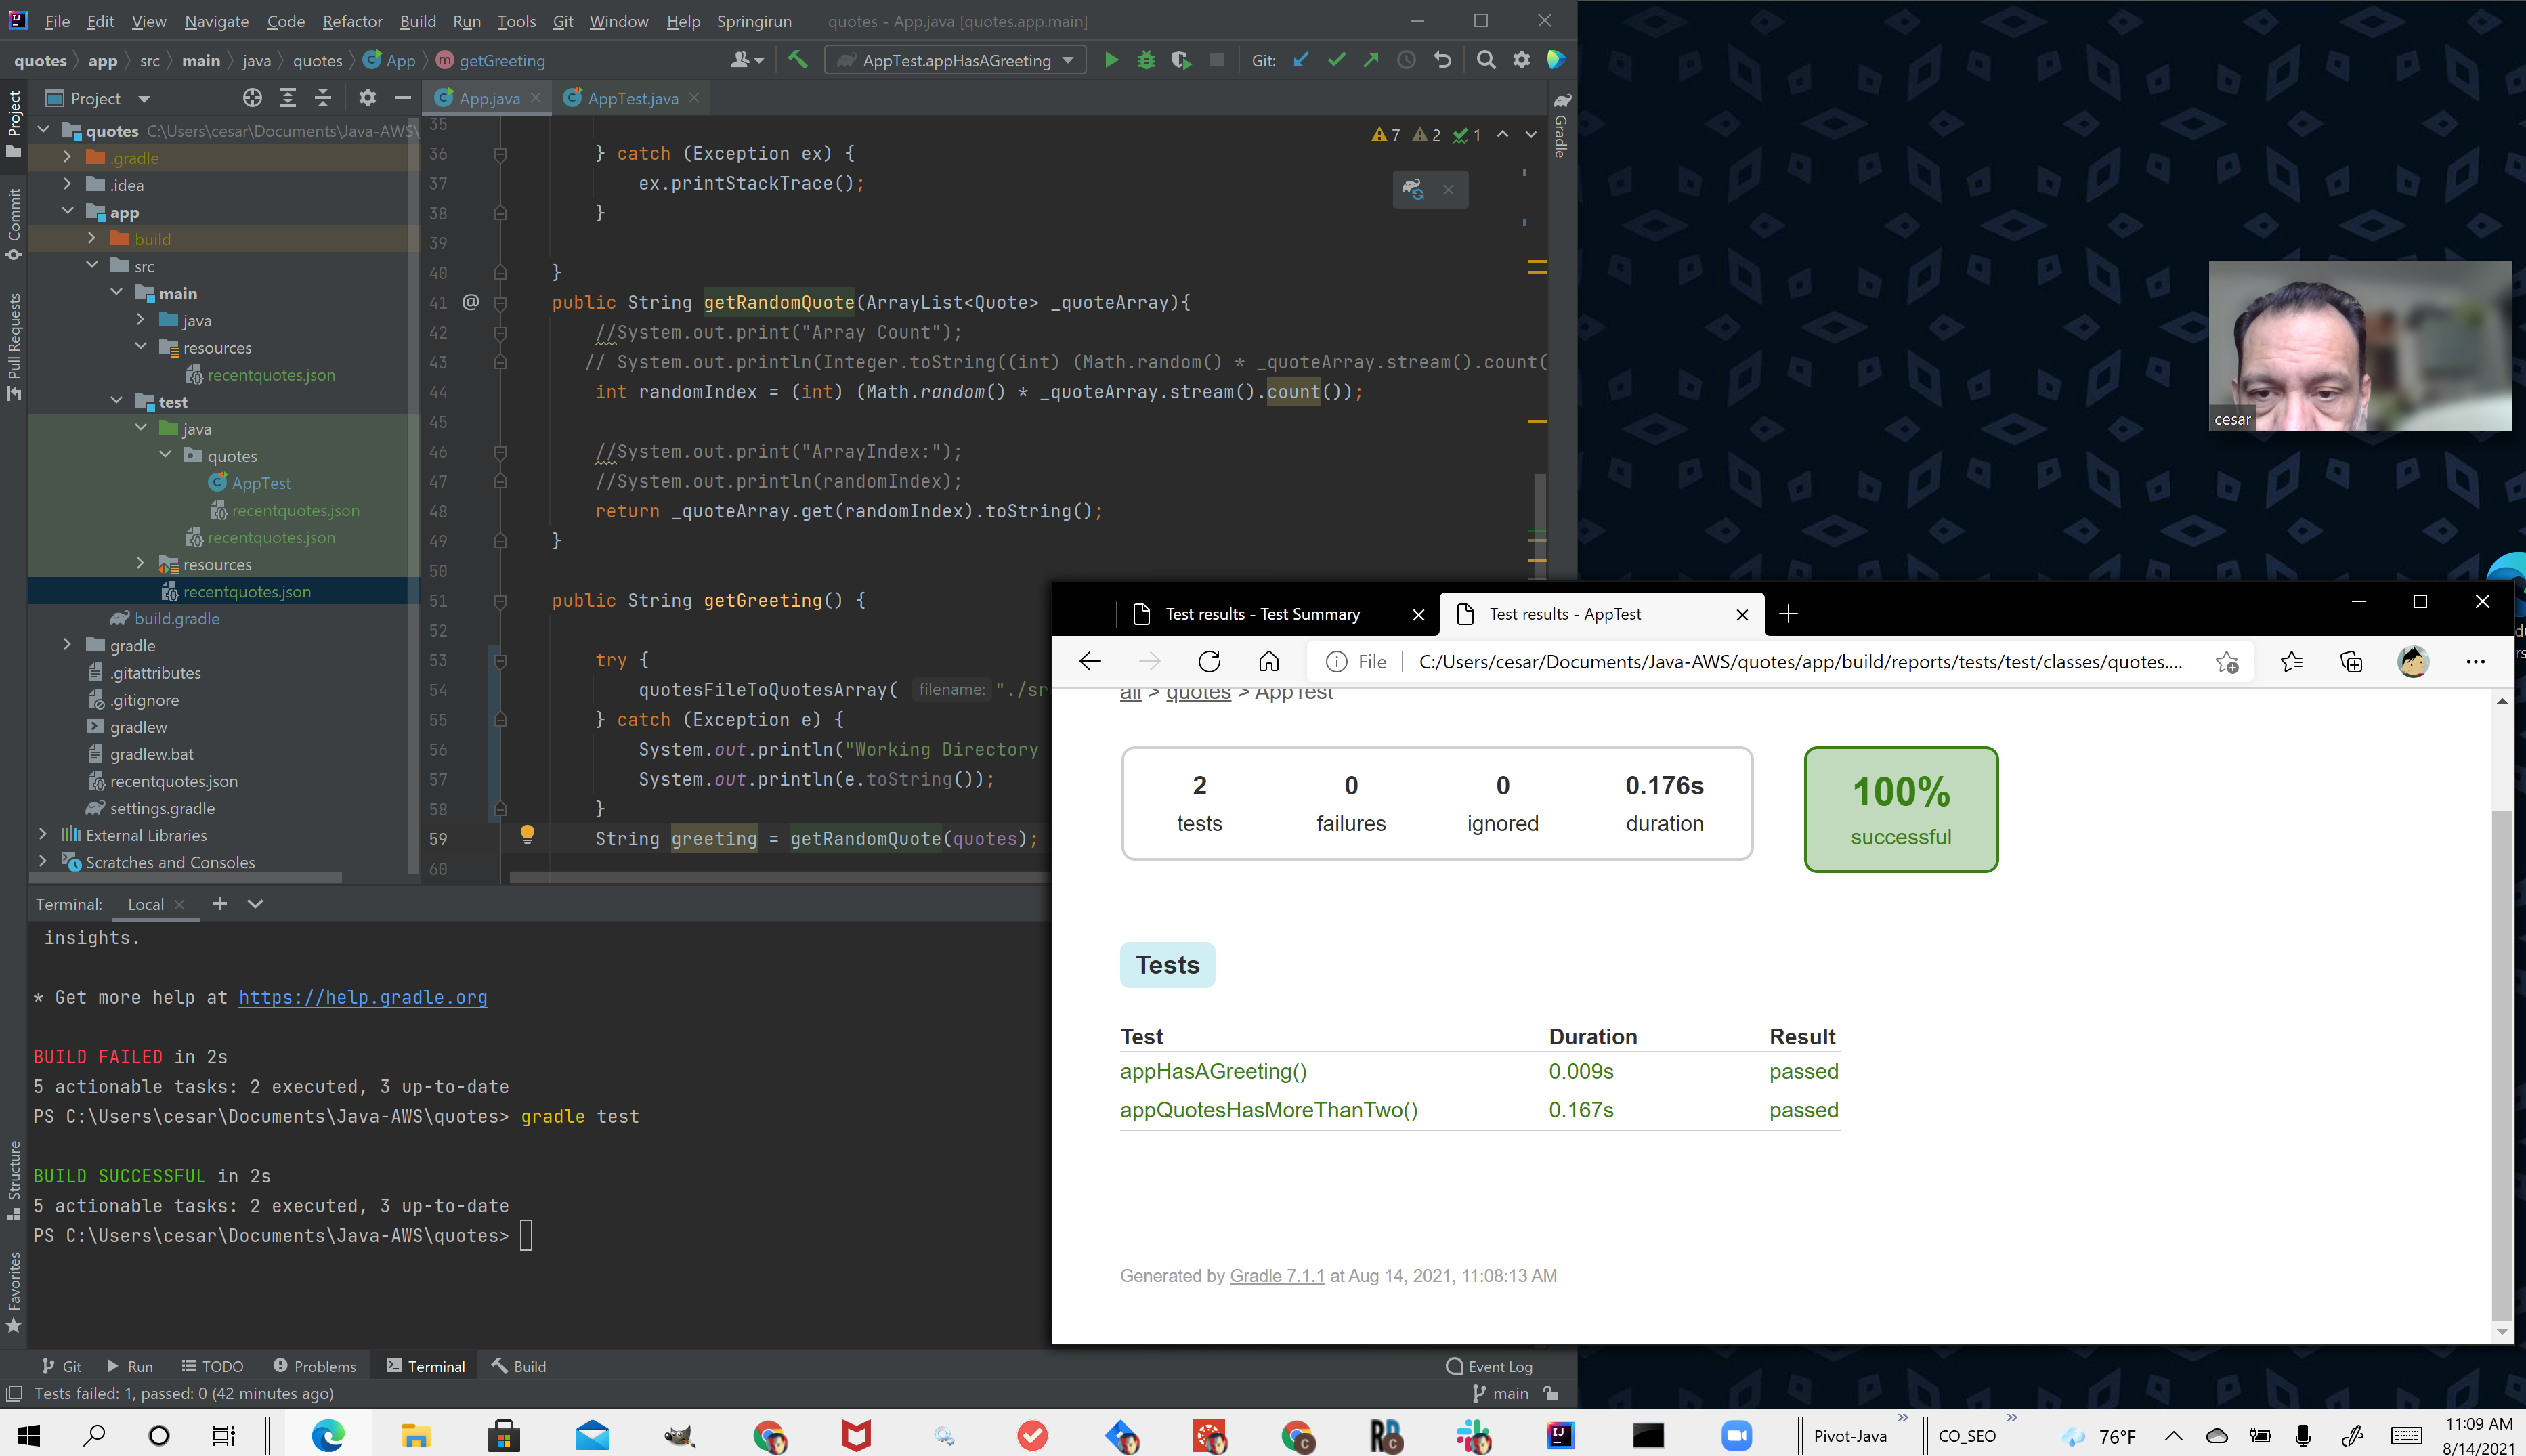 File Edit View Navigate Code Refactor Build Run Tools Git Window Help Springirun quotes - App.java [quotes.app.main]
quotes app src main java quotes App getGreeting AppTest.appHasAGreeting Git:
Project App.java AppTest.java
quotes C:\Users\cesar\Documents\Java-AWS\
.gradle
.idea
app
build
src
main
java
resources
recentquotes.json
test
java
quotes
AppTest
recentquotes.json
recentquotes.json
resources
recentquotes.json
build.gradle
gradle
.gitattributes
.gitignore
gradlew
gradlew.bat
recentquotes.json
settings.gradle
External Libraries
Scratches and Consoles
Project
Commit
Pull Requests
Structure
Favorites
Gradle
7 2 1
35
36 } catch (Exception ex) {
37 ex.printStackTrace();
38 }
39
40 }
41 @ public String getRandomQuote(ArrayList<Quote> _quoteArray){
42 //System.out.print("Array Count");
43 // System.out.println(Integer.toString((int) (Math.random() * _quoteArray.stream().count(
44 int randomIndex = (int) (Math.random() * _quoteArray.stream().count());
45
46 //System.out.print("ArrayIndex:");
47 //System.out.println(randomIndex);
48 return _quoteArray.get(randomIndex).toString();
49 }
50
51 public String getGreeting() {
52
53 try {
54 quotesFileToQuotesArray( filename: "./sr
55 } catch (Exception e) {
56 System.out.println("Working Directory
57 System.out.println(e.toString());
58 }
59 String greeting = getRandomQuote(quotes);
60
Terminal: Local
insights.
* Get more help at https://help.gradle.org
BUILD FAILED in 2s
5 actionable tasks: 2 executed, 3 up-to-date
PS C:\Users\cesar\Documents\Java-AWS\quotes> gradle test
BUILD SUCCESSFUL in 2s
5 actionable tasks: 2 executed, 3 up-to-date
PS C:\Users\cesar\Documents\Java-AWS\quotes>
Git Run TODO Problems Terminal Build Event Log
Tests failed: 1, passed: 0 (42 minutes ago) main
cesar
Test results - Test Summary Test results - AppTest
File C:/Users/cesar/Documents/Java-AWS/quotes/app/build/reports/tests/test/classes/quotes....
all > quotes > AppTest
2 0 0 0.176s
tests failures ignored duration
100%
successful
Tests
Test Duration Result
appHasAGreeting() 0.009s passed
appQuotesHasMoreThanTwo() 0.167s passed
Generated by Gradle 7.1.1 at Aug 14, 2021, 11:08:13 AM
Pivot-Java CO_SEO 76°F 11:09 AM
8/14/2021